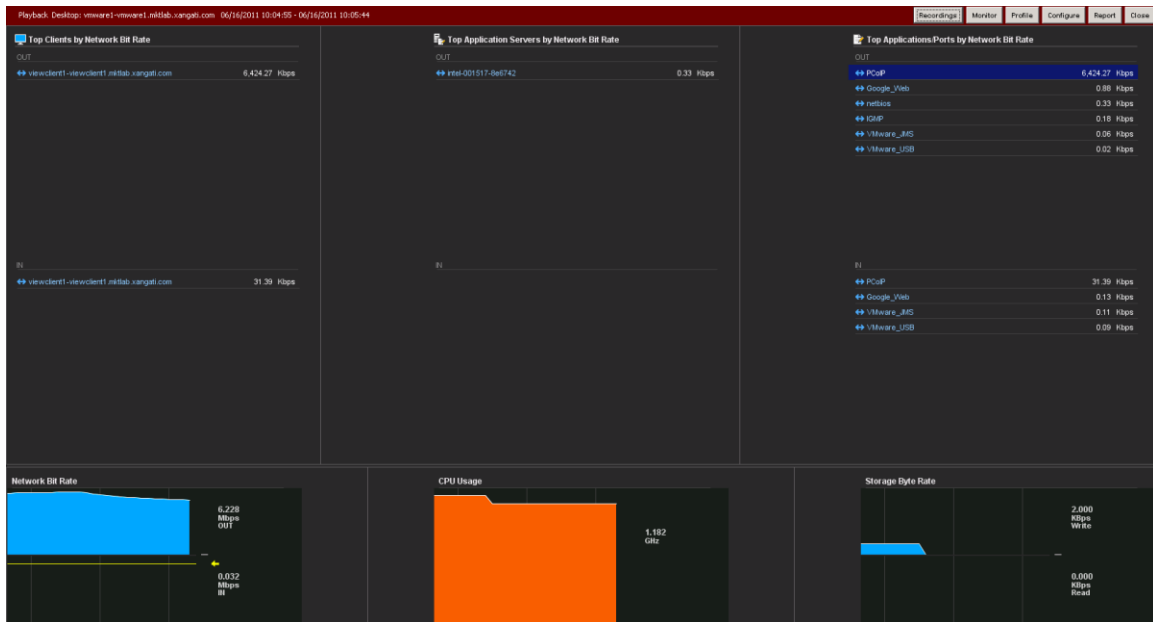 Playback Desktop: vmware1-vmware1.mktlab.xangati.com 06/16/2011 10:04:55 - 06/16/2011 10:05:44
Recordings Monitor Profile Configure Report Close
Top Clients by Network Bit Rate
OUT
viewclient1-viewclient1.mktlab.xangati.com 6,424.27 Kbps
IN
viewclient1-viewclient1.mktlab.xangati.com 31.39 Kbps
Top Application Servers by Network Bit Rate
OUT
intel-001517-8e6742 0.33 Kbps
IN
Top Applications/Ports by Network Bit Rate
OUT
PCoIP 6,424.27 Kbps
Google_Web 0.88 Kbps
netbios 0.33 Kbps
IGMP 0.18 Kbps
VMware_JMS 0.06 Kbps
VMware_USB 0.02 Kbps
IN
PCoIP 31.39 Kbps
Google_Web 0.13 Kbps
VMware_JMS 0.11 Kbps
VMware_USB 0.09 Kbps
Network Bit Rate
6.228
Mbps
OUT
0.032
Mbps
IN
CPU Usage
1.182
GHz
Storage Byte Rate
2.000
KBps
Write
0.000
KBps
Read